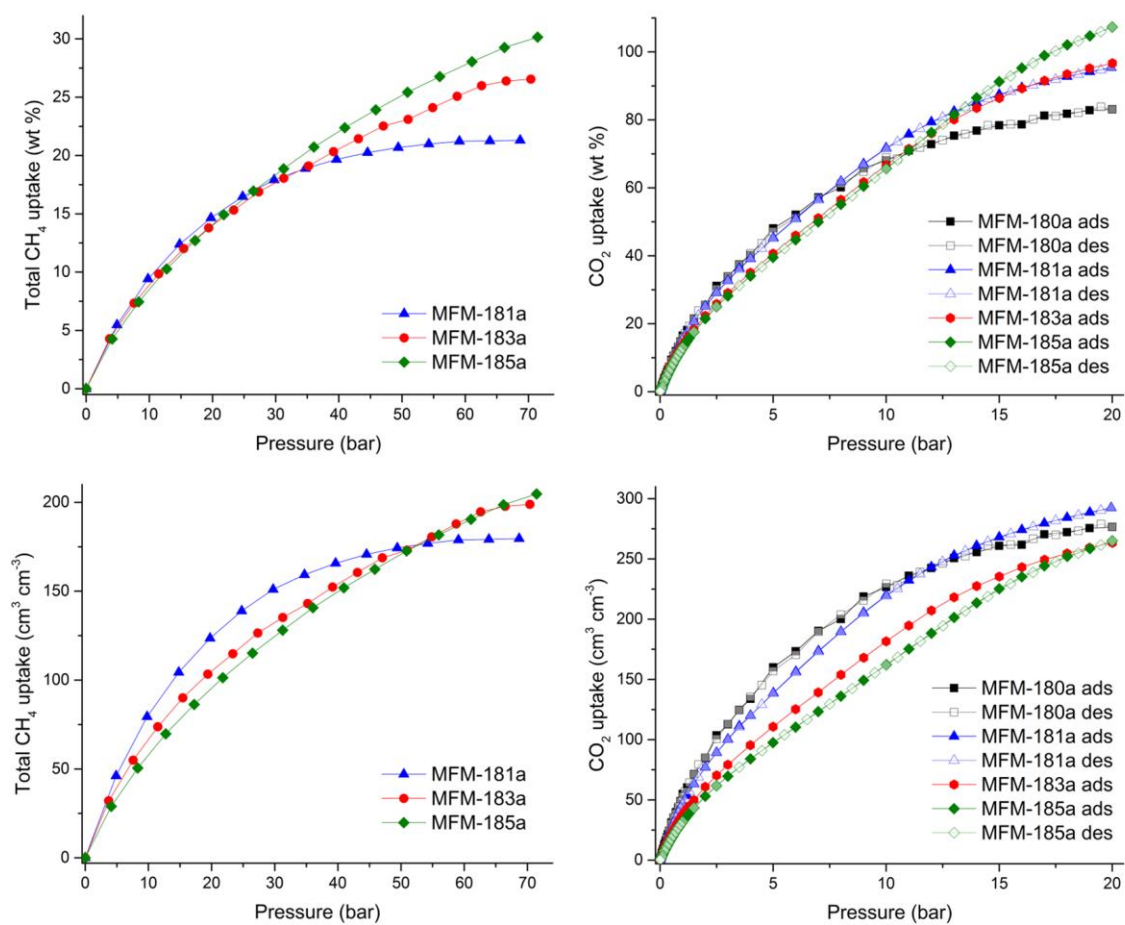 Total CH4 uptake (wt %)
30
25
20
15
10
5
0
0 10 20 30 40 50 60 70
Pressure (bar)
MFM-181a
MFM-183a
MFM-185a
CO2 uptake (wt %)
100
80
60
40
20
0
0 5 10 15 20
Pressure (bar)
MFM-180a ads
MFM-180a des
MFM-181a ads
MFM-181a des
MFM-183a ads
MFM-185a ads
MFM-185a des
Total CH4 uptake (cm3 cm-3)
200
150
100
50
0
0 10 20 30 40 50 60 70
Pressure (bar)
MFM-181a
MFM-183a
MFM-185a
CO2 uptake (cm3 cm-3)
300
250
200
150
100
50
0
0 5 10 15 20
Pressure (bar)
MFM-180a ads
MFM-180a des
MFM-181a ads
MFM-181a des
MFM-183a ads
MFM-185a ads
MFM-185a des